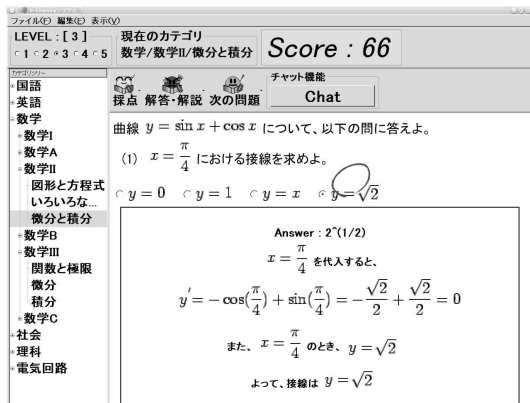 ファイル(F) 編集(E) 表示(V)
LEVEL : [ 3 ]
1 2 3 4 5
現在のカテゴリ
数学/数学II/微分と積分
Score : 66
カテゴリツリー
国語
英語
数学
数学I
数学A
数学II
図形と方程式
いろいろな...
微分と積分
数学B
数学III
関数と極限
微分
積分
数学C
社会
理科
電気回路
採点 解答・解説 次の問題
チャット機能
Chat
曲線 y = sin x + cos x について、以下の問に答えよ。
(1) x = π/4 における接線を求めよ。
y = 0 y = 1 y = x y = √2
Answer : 2^(1/2)
x = π/4 を代入すると、
y' = − cos(π/4) + sin(π/4) = −√2/2 + √2/2 = 0
また、 x = π/4 のとき、 y = √2
よって、接線は y = √2